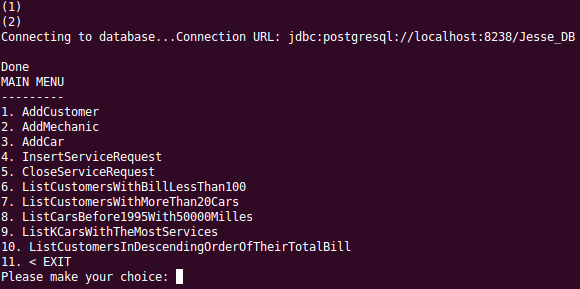 (1)
(2)
Connecting to database...Connection URL: jdbc:postgresql://localhost:8238/Jesse_DB
Done
MAIN MENU
---------
1. AddCustomer
2. AddMechanic
3. AddCar
4. InsertServiceRequest
5. CloseServiceRequest
6. ListCustomersWithBillLessThan100
7. ListCustomersWithMoreThan20Cars
8. ListCarsBefore1995With50000Milles
9. ListKCarsWithTheMostServices
10. ListCustomersInDescendingOrderOfTheirTotalBill
11. < EXIT
Please make your choice: